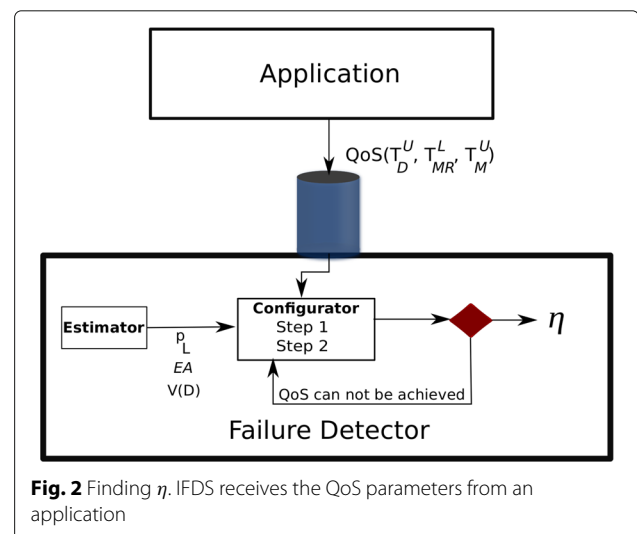 Application
QoS(T_D^U, T_MR^L, T_M^U)
Configurator
Step 1
Step 2
Estimator
p_L
EA
V(D)
η
QoS can not be achieved
Failure Detector
Fig. 2 Finding η. IFDS receives the QoS parameters from an
application